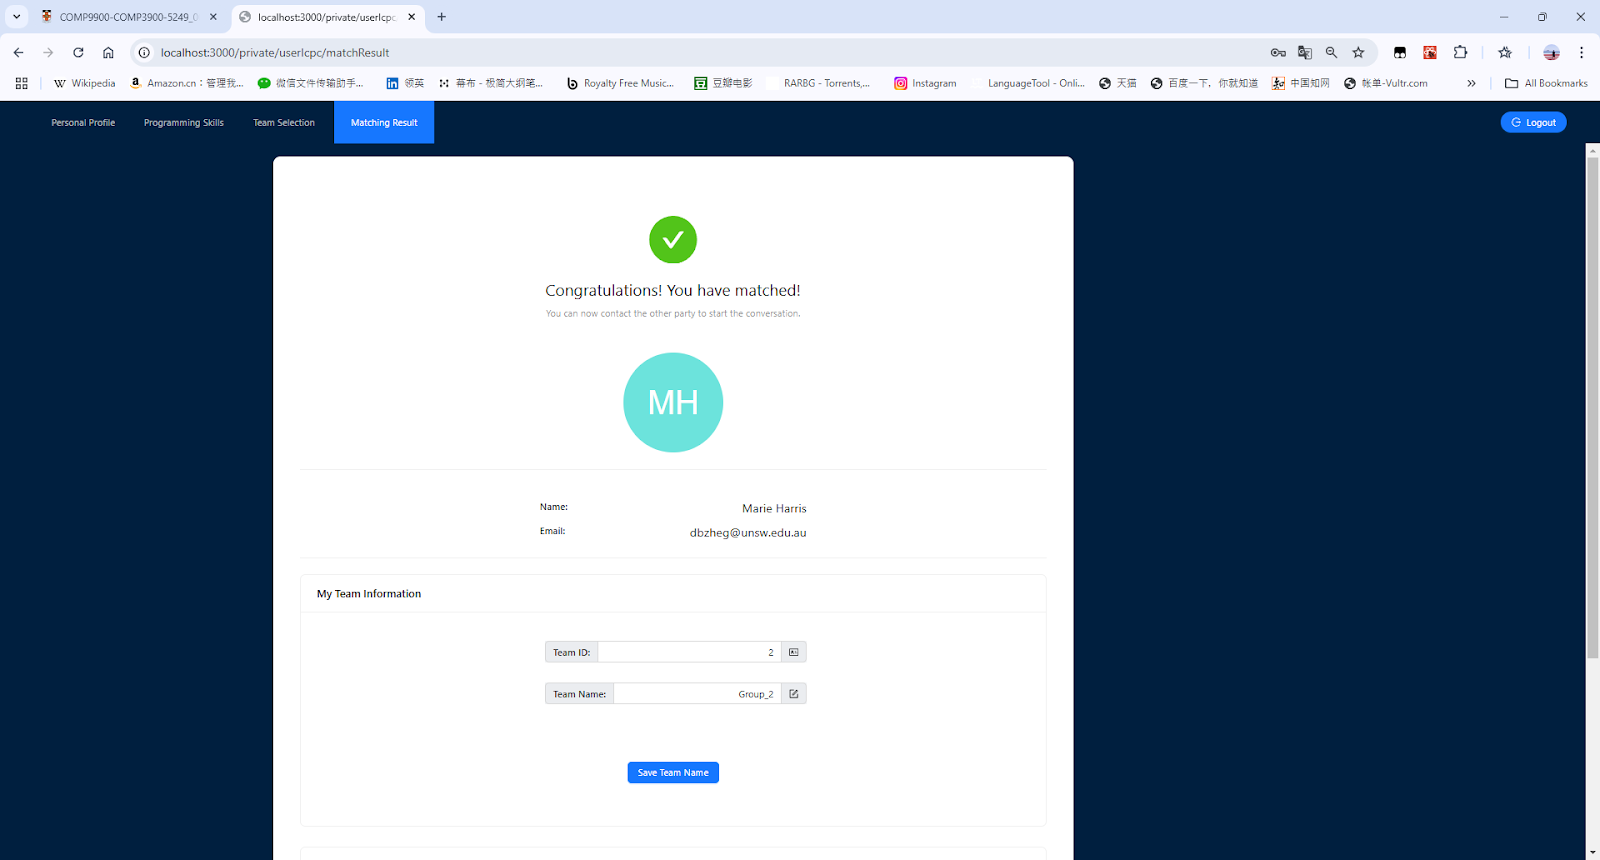 COMP9900-COMP3900-5249_0
localhost:3000/private/userIcpc
localhost:3000/private/userIcpc/matchResult
Wikipedia
Amazon.cn：管理我...
微信文件传输助手...
领英
幕布 - 极简大纲笔...
Royalty Free Music...
豆瓣电影
RARBG - Torrents,...
Instagram
LanguageTool - Onli...
天猫
百度一下，你就知道
中国知网
帐单-Vultr.com
All Bookmarks
Personal Profile
Programming Skills
Team Selection
Matching Result
Logout
Congratulations! You have matched!
You can now contact the other party to start the conversation.
MH
Name: Marie Harris
Email: dbzheg@unsw.edu.au
My Team Information
Team ID: 2
Team Name: Group_2
Save Team Name